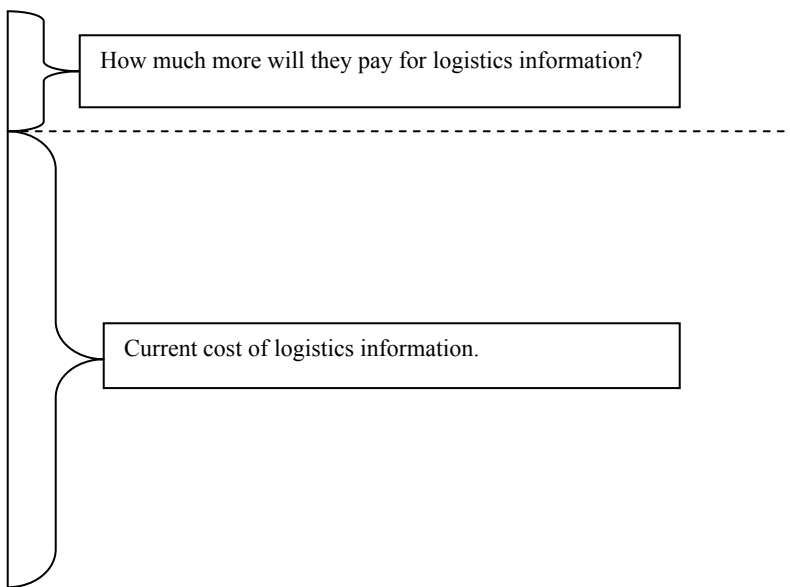 How much more will they pay for logistics information?
Current cost of logistics information.